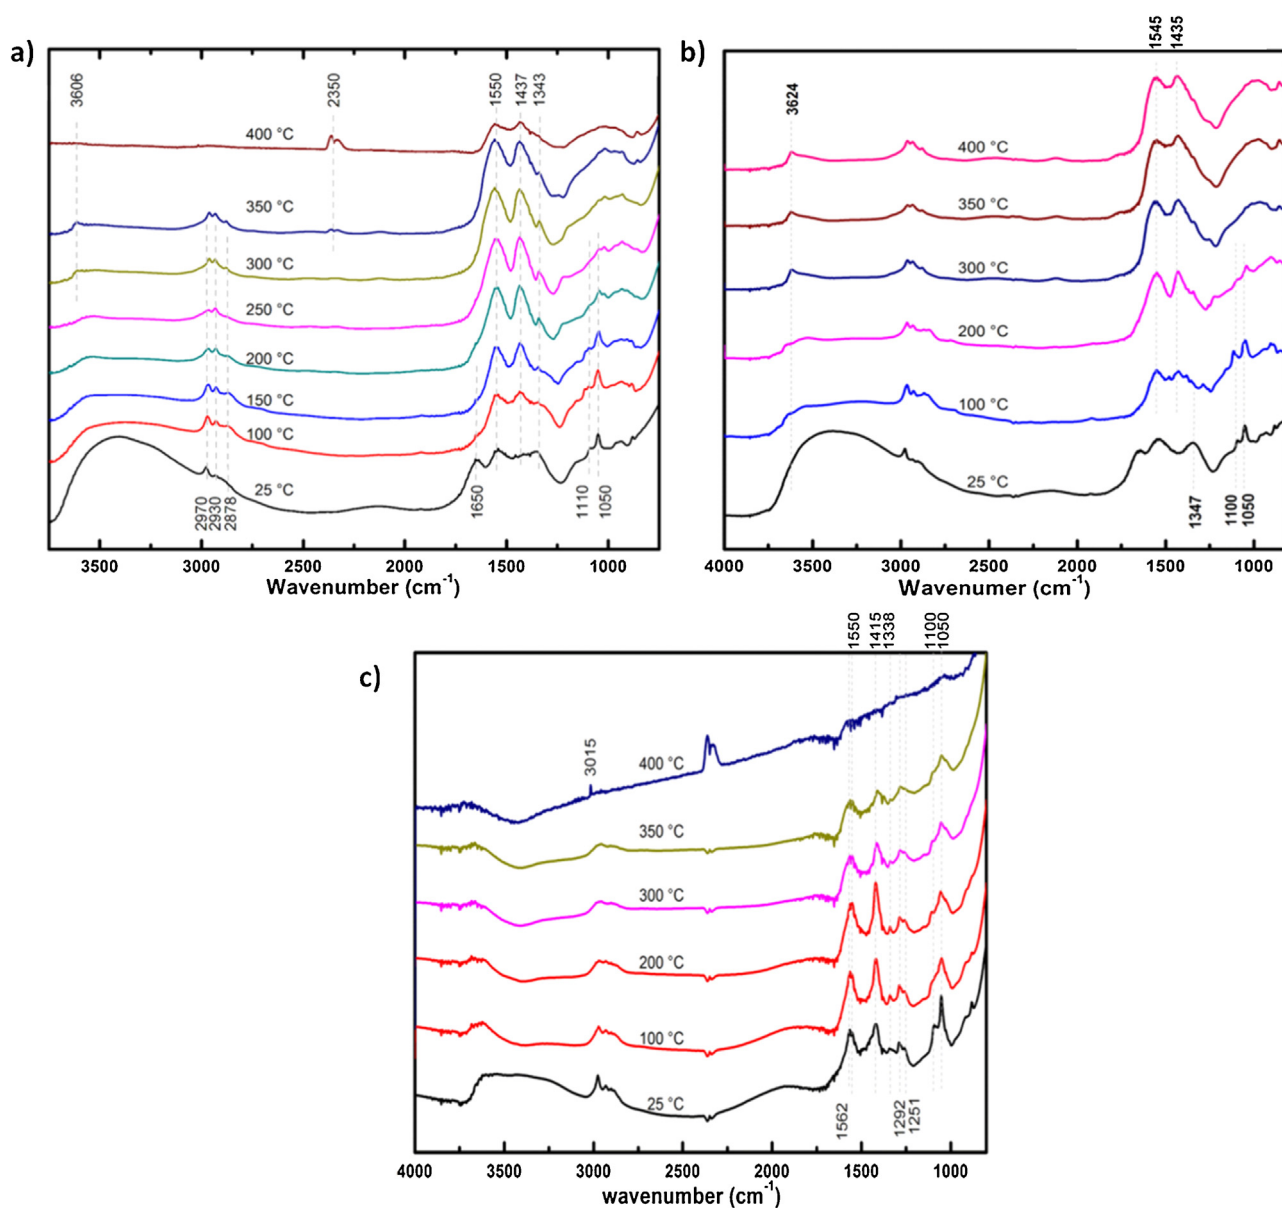 a)
3606
2350
1550
1437
1343
400 °C
350 °C
300 °C
250 °C
200 °C
150 °C
100 °C
25 °C
2970
2930
2878
1650
1110
1050
3500 3000 2500 2000 1500 1000
Wavenumber (cm-1)
b)
1545
1435
3624
400 °C
350 °C
300 °C
200 °C
100 °C
25 °C
1347
1100
1050
4000 3500 3000 2500 2000 1500 1000
Wavenumer (cm-1)
c)
1550
1415
1338
1100
1050
3015
400 °C
350 °C
300 °C
200 °C
100 °C
25 °C
1562
1292
1251
4000 3500 3000 2500 2000 1500 1000
wavenumber (cm-1)